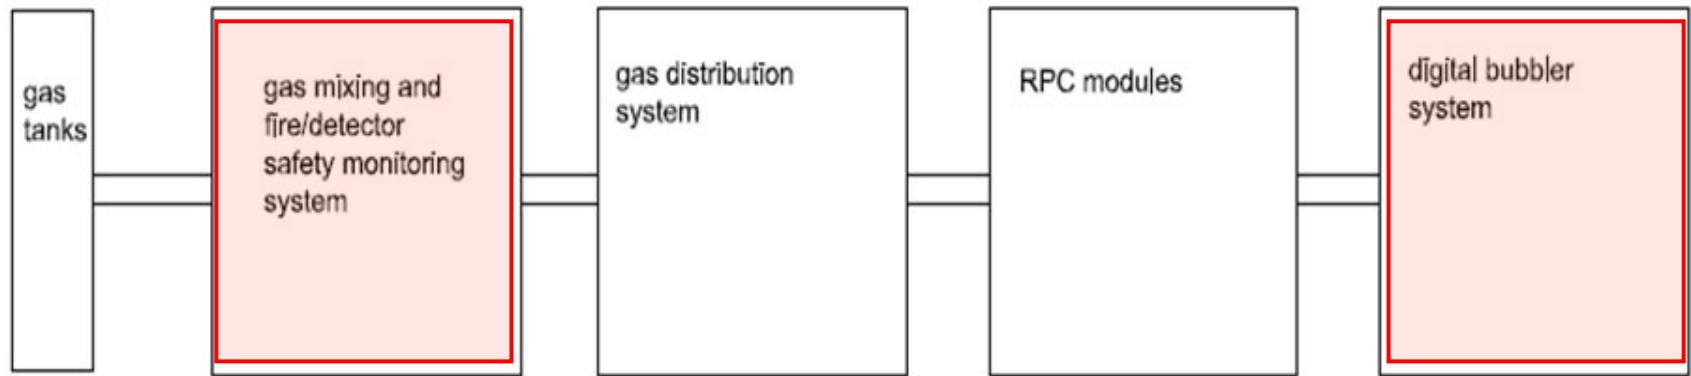 gas
tanks
gas mixing and
fire/detector
safety monitoring
system
gas distribution
system
RPC modules
digital bubbler
system